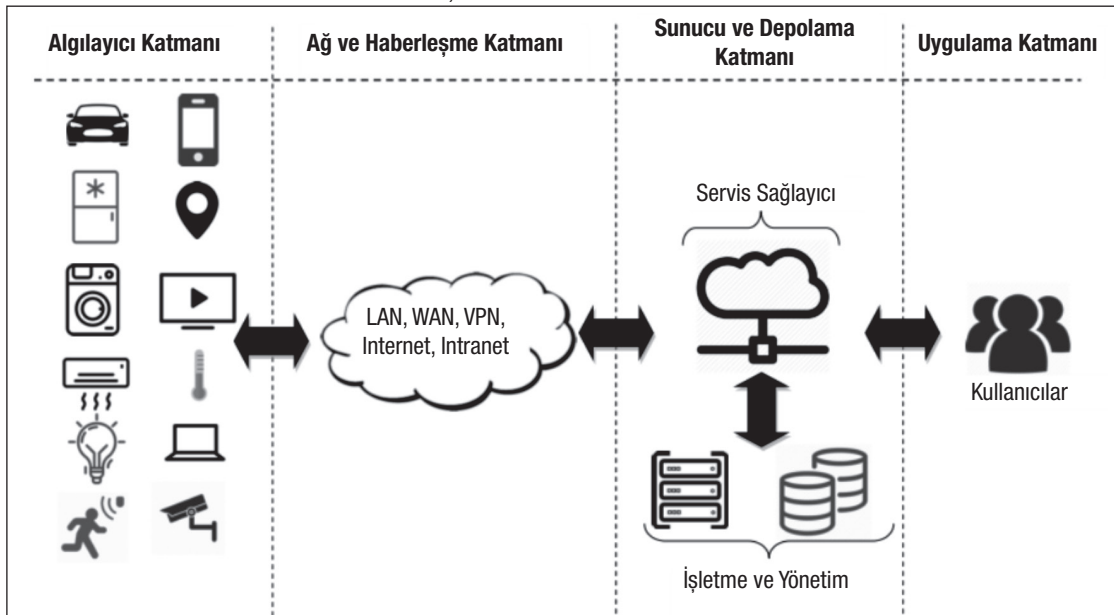 Algılayıcı Katmanı
Ağ ve Haberleşme Katmanı
Sunucu ve Depolama
Katmanı
Uygulama Katmanı
Servis Sağlayıcı
LAN, WAN, VPN,
Internet, Intranet
Kullanıcılar
İşletme ve Yönetim